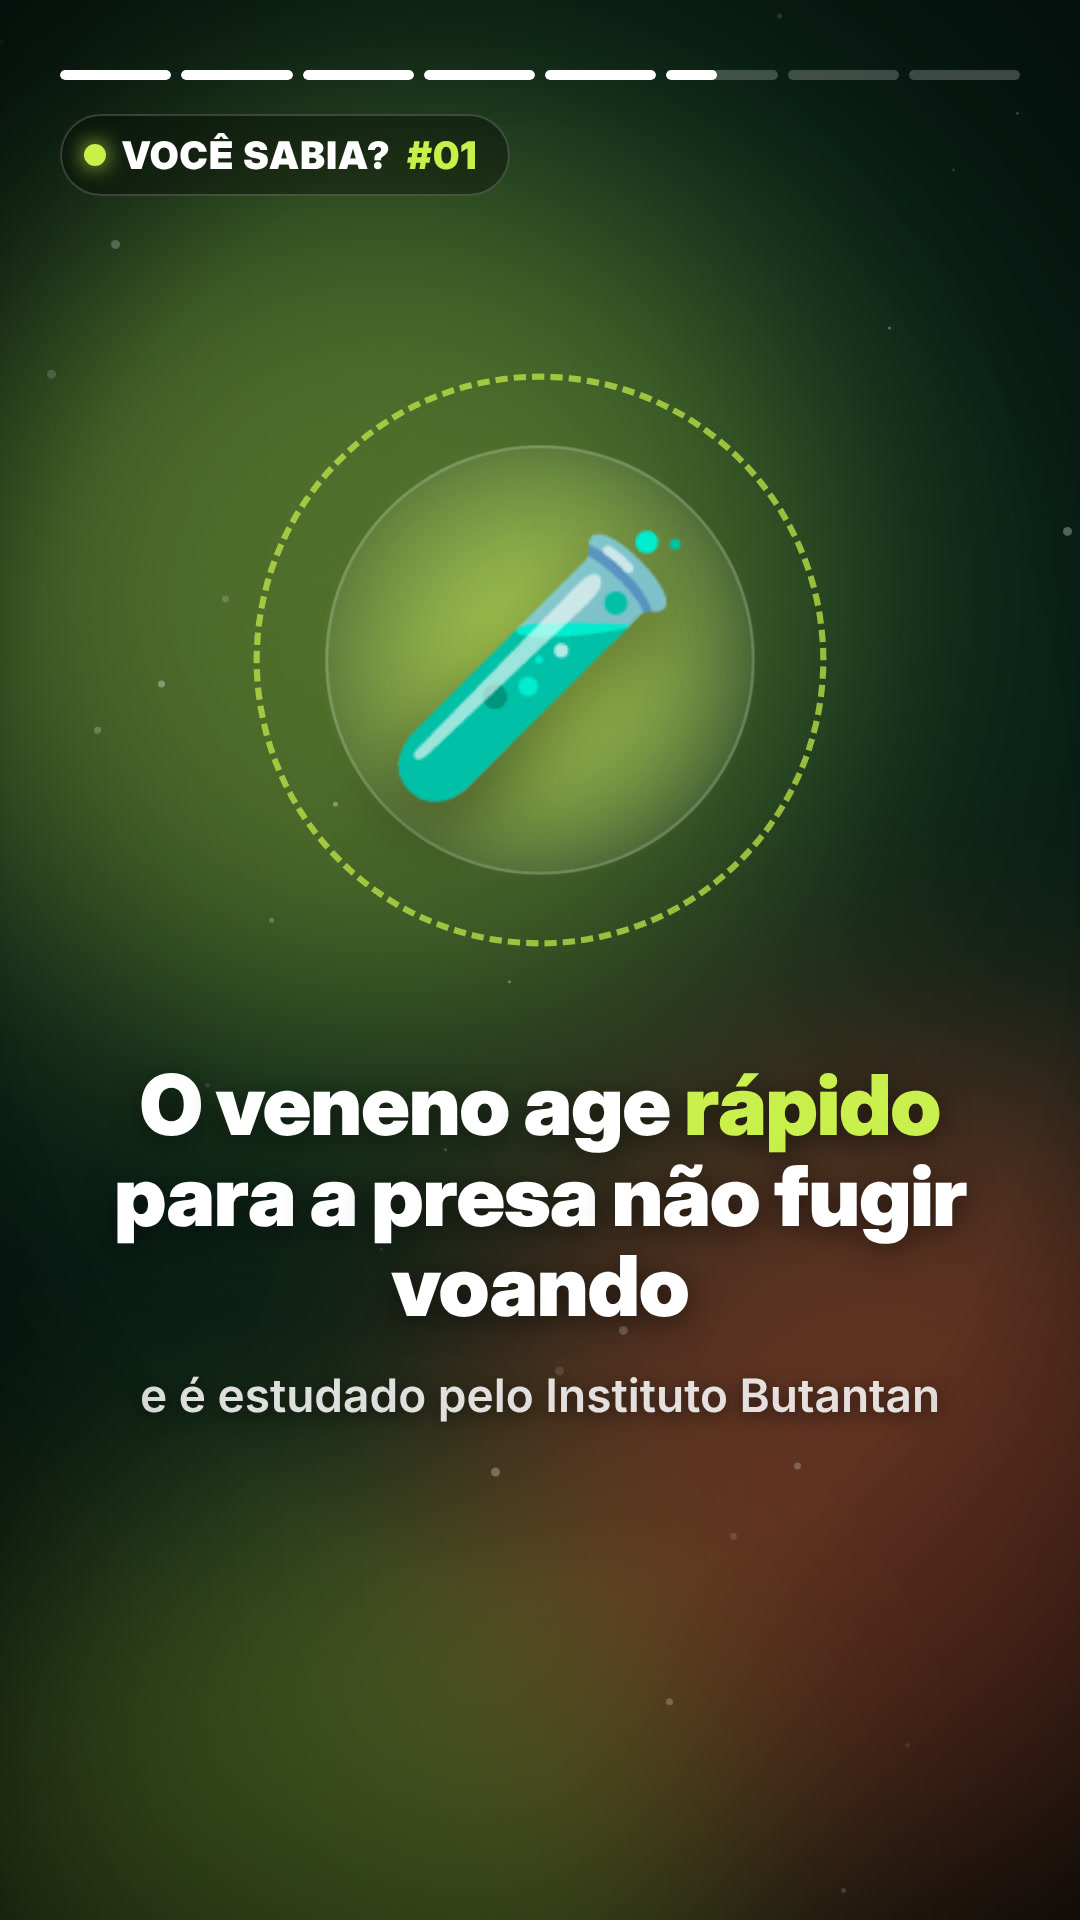 VOCÊ SABIA? #01
O veneno age rápido
para a presa não fugir
voando
e é estudado pelo Instituto Butantan